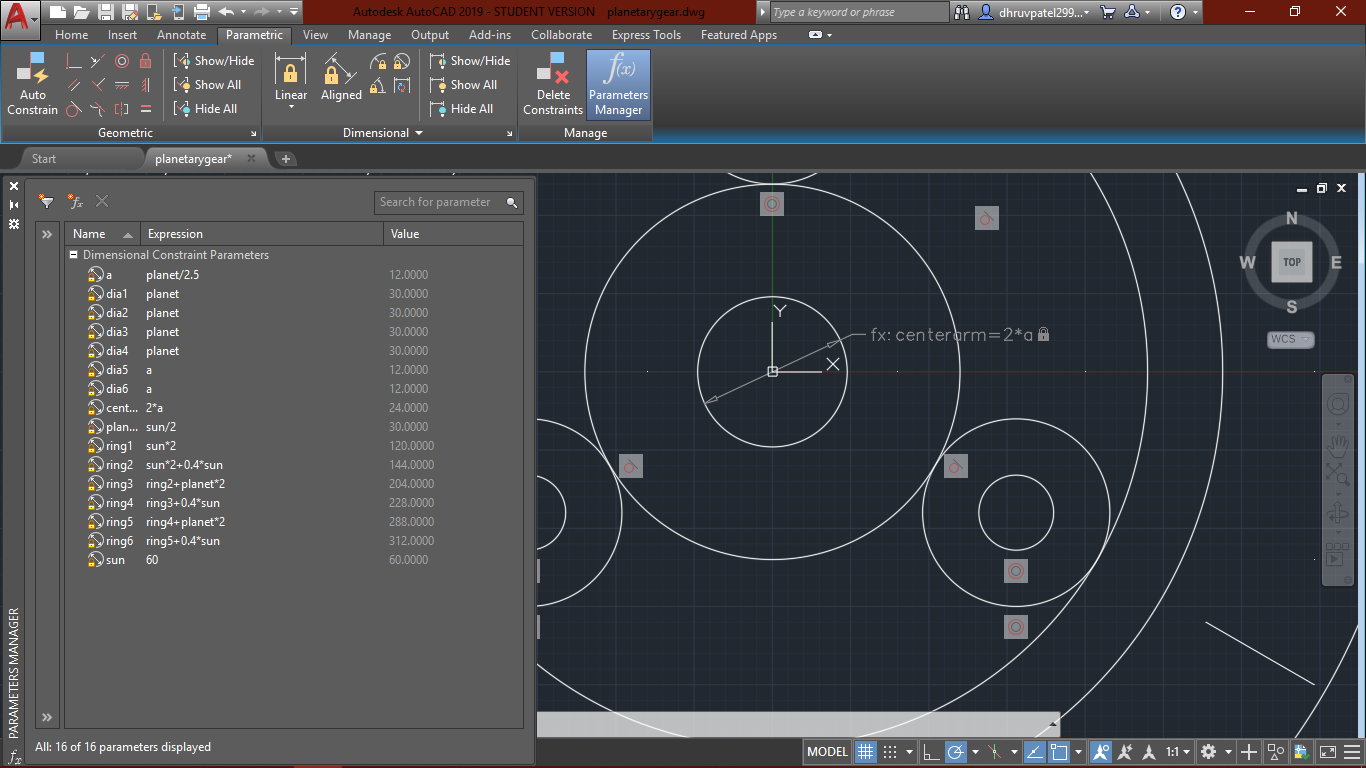 Autodesk AutoCAD 2019 - STUDENT VERSION planetarygear.dwg
Type a keyword or phrase
dhruvpatel299...
Home Insert Annotate Parametric View Manage Output Add-ins Collaborate Express Tools Featured Apps
Auto Constrain
Show/Hide
Show All
Hide All
Geometric
Linear
Aligned
Show/Hide
Show All
Hide All
Dimensional
Delete Constraints
f(x)
Parameters Manager
Manage
Start
planetarygear*
fx
Search for parameter
Name Expression Value
Dimensional Constraint Parameters
a planet/2.5 12.0000
dia1 planet 30.0000
dia2 planet 30.0000
dia3 planet 30.0000
dia4 planet 30.0000
dia5 a 12.0000
dia6 a 12.0000
cent... 2*a 24.0000
plan... sun/2 30.0000
ring1 sun*2 120.0000
ring2 sun*2+0.4*sun 144.0000
ring3 ring2+planet*2 204.0000
ring4 ring3+0.4*sun 228.0000
ring5 ring4+planet*2 288.0000
ring6 ring5+0.4*sun 312.0000
sun 60 60.0000
PARAMETERS MANAGER
fx
All: 16 of 16 parameters displayed
Y
X
fx: centerarm=2*a
N
W TOP E
S
WCS
MODEL
1:1